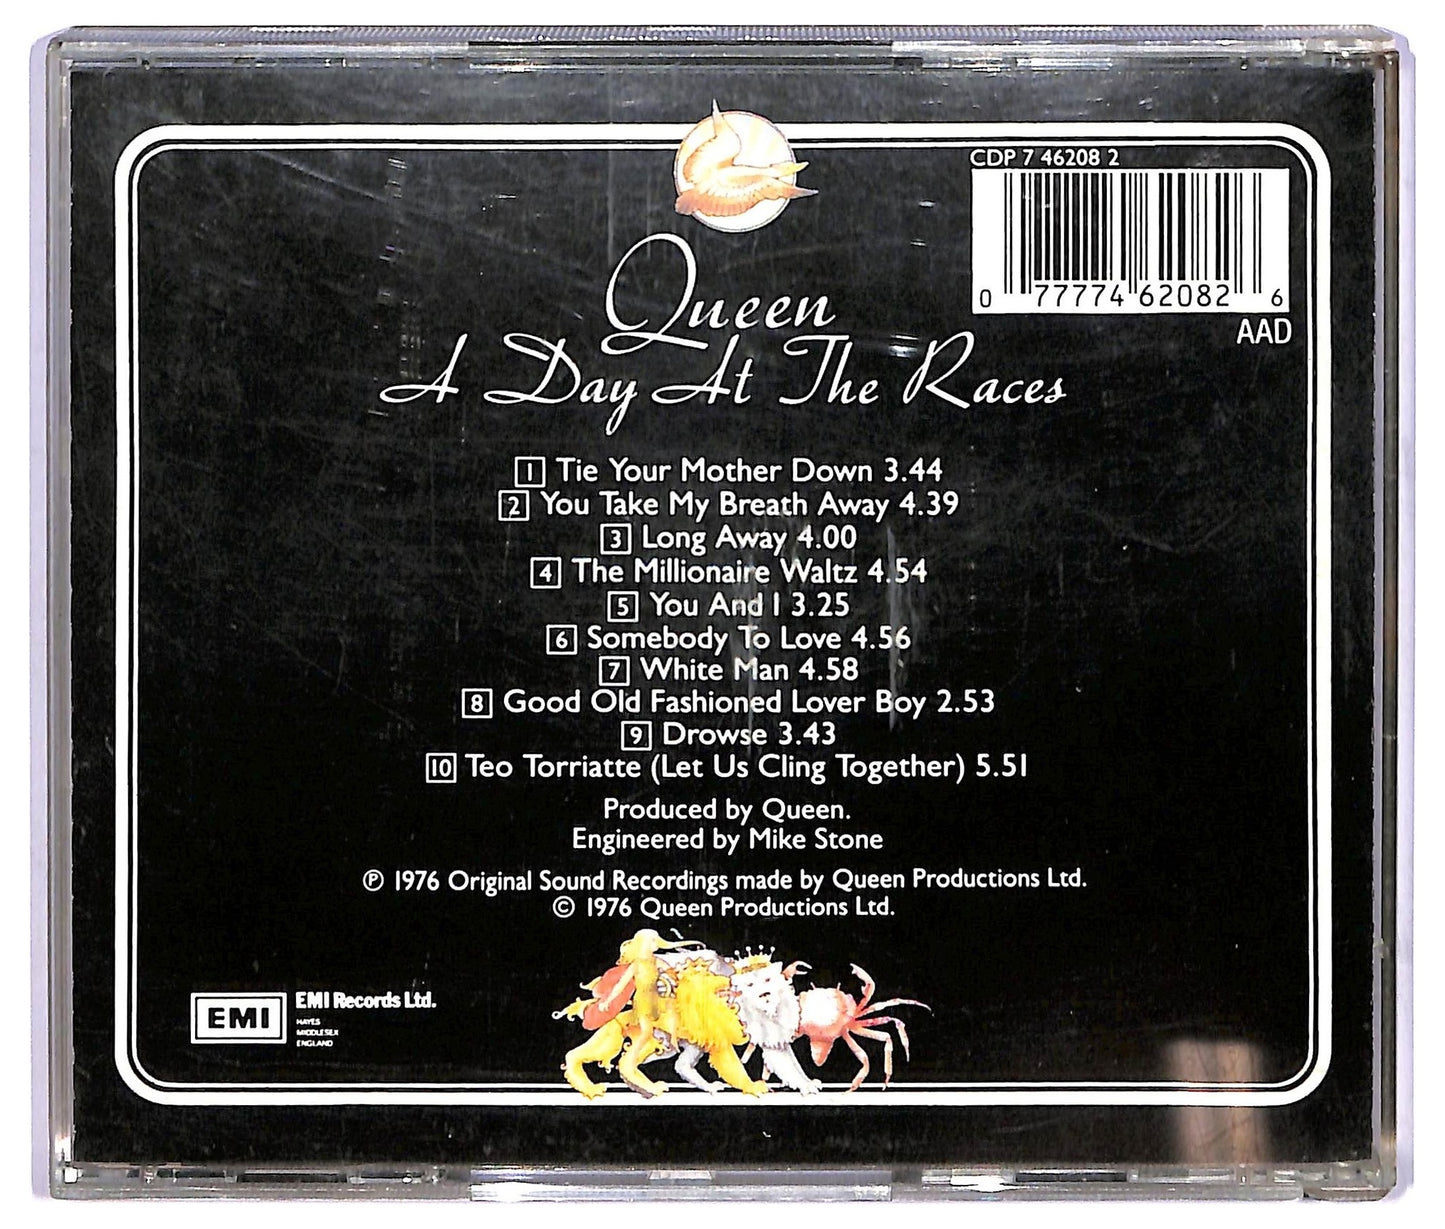 CDP 7 46208 2
0 77774 62082 6
AAD
Queen
A Day At The Races
1 Tie Your Mother Down 3.44
2 You Take My Breath Away 4.39
3 Long Away 4.00
4 The Millionaire Waltz 4.54
5 You And I 3.25
6 Somebody To Love 4.56
7 White Man 4.58
8 Good Old Fashioned Lover Boy 2.53
9 Drowse 3.43
10 Teo Torriatte (Let Us Cling Together) 5.51
Produced by Queen.
Engineered by Mike Stone
℗ 1976 Original Sound Recordings made by Queen Productions Ltd.
© 1976 Queen Productions Ltd.
EMI
EMI Records Ltd.
HAYES
MIDDLESEX
ENGLAND